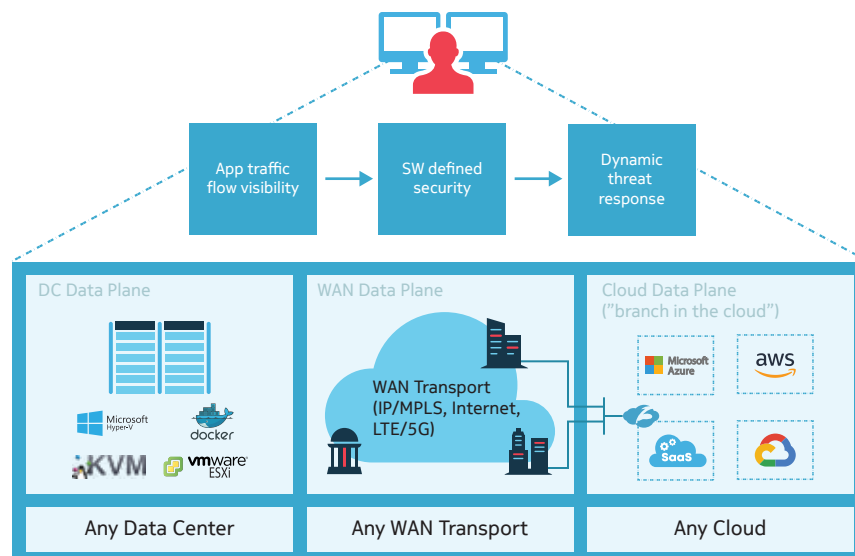 App traffic
flow visibility
SW defined
security
Dynamic
threat
response
DC Data Plane
WAN Data Plane
Cloud Data Plane
("branch in the cloud")
Microsoft
Hyper-V
docker
KVM
vmware®
ESXi
WAN Transport
(IP/MPLS, Internet,
LTE/5G)
Microsoft
Azure
aws
SaaS
Any Data Center
Any WAN Transport
Any Cloud